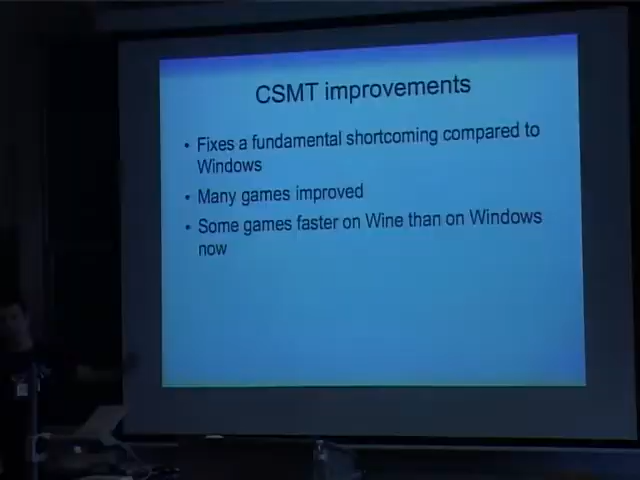 CSMT improvements
• Fixes a fundamental shortcoming compared to
Windows
• Many games improved
• Some games faster on Wine than on Windows
now